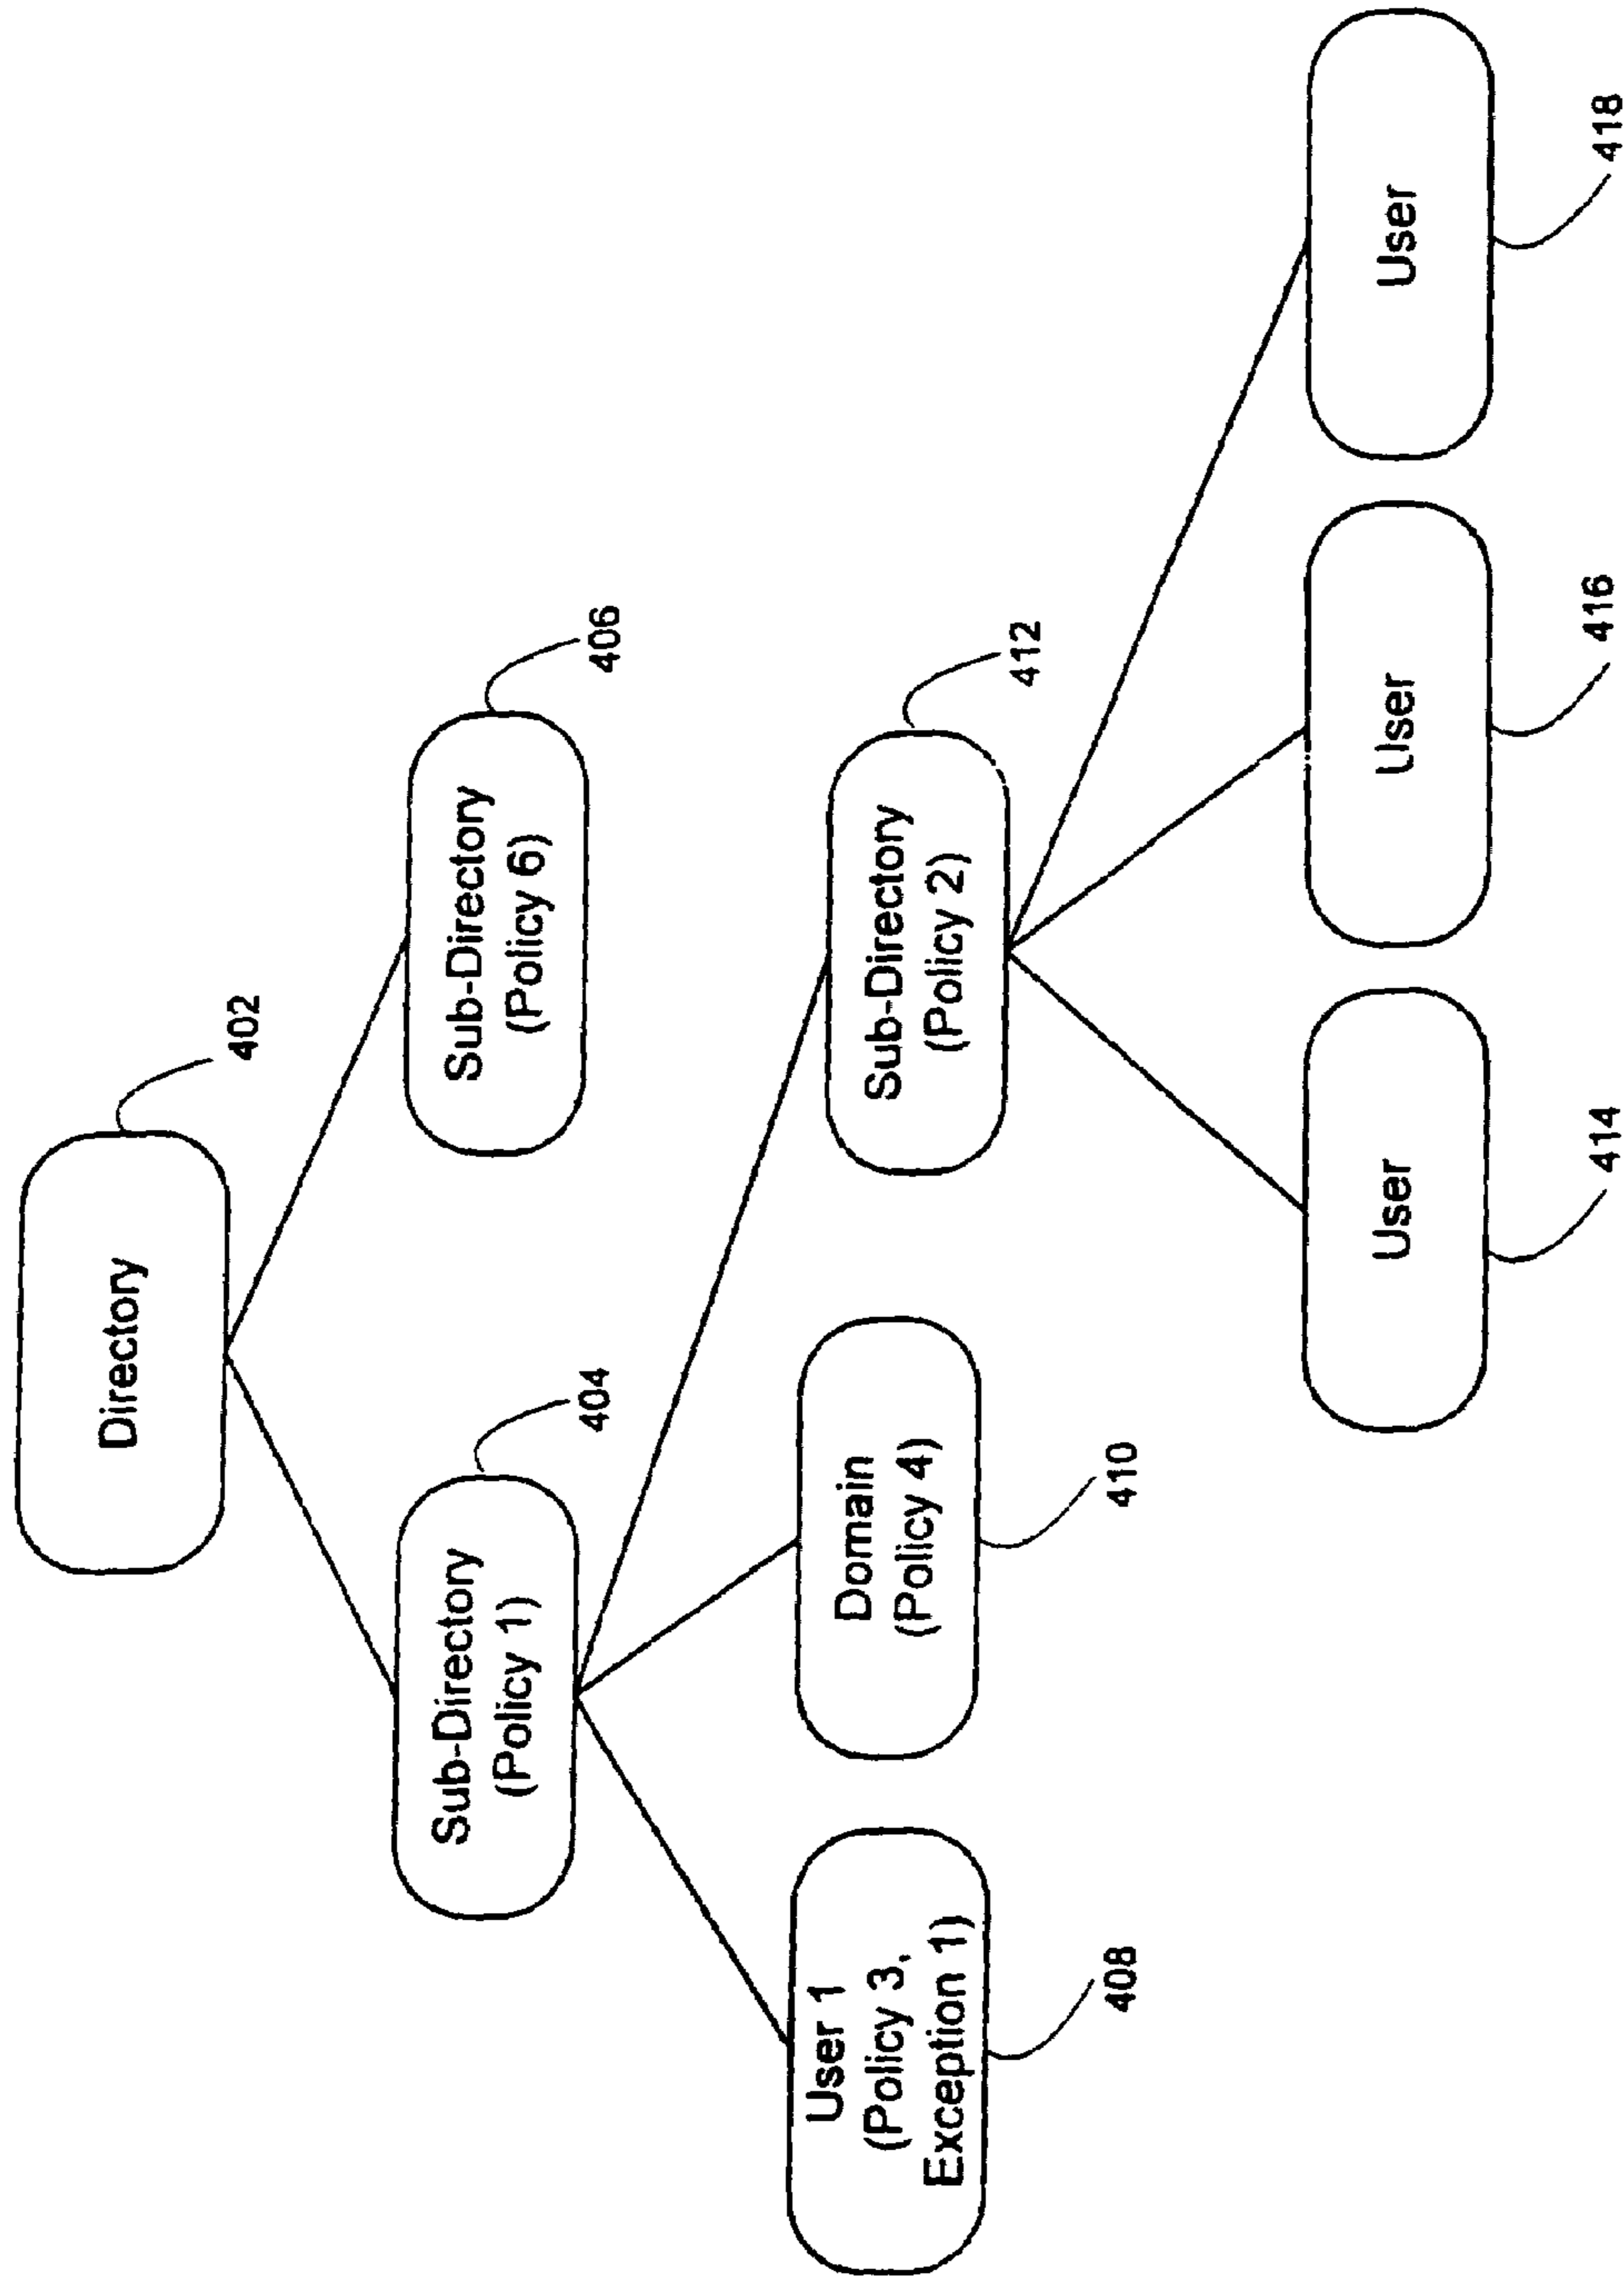 Directory
402
Sub-Directory
(Policy 1)
404
Sub-Directory
(Policy 6)
406
User 1
(Policy 3,
Exception 1)
408
Domain
(Policy 4)
410
Sub-Directory
(Policy 2)
412
User
414
User
416
User
418